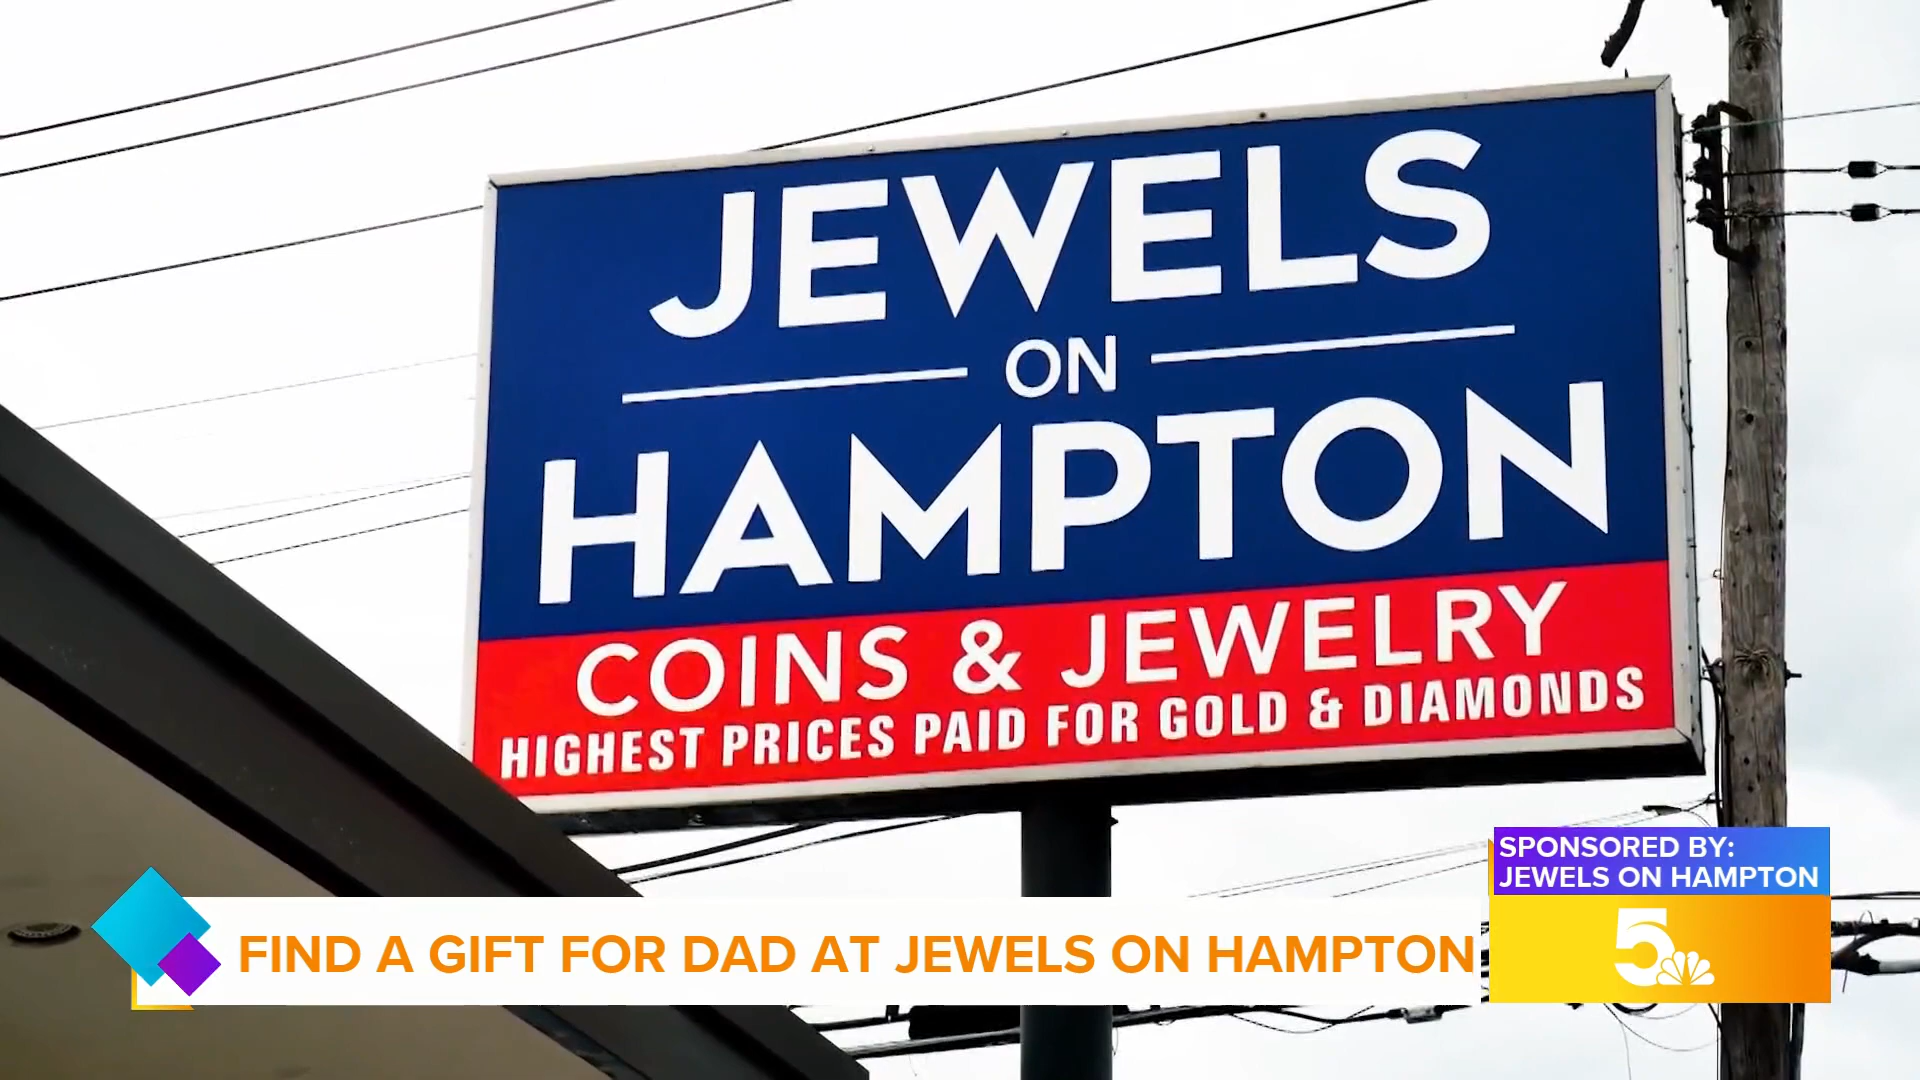 JEWELS
ON
HAMPTON
COINS & JEWELRY
HIGHEST PRICES PAID FOR GOLD & DIAMONDS
SPONSORED BY:
JEWELS ON HAMPTON
FIND A GIFT FOR DAD AT JEWELS ON HAMPTON
5